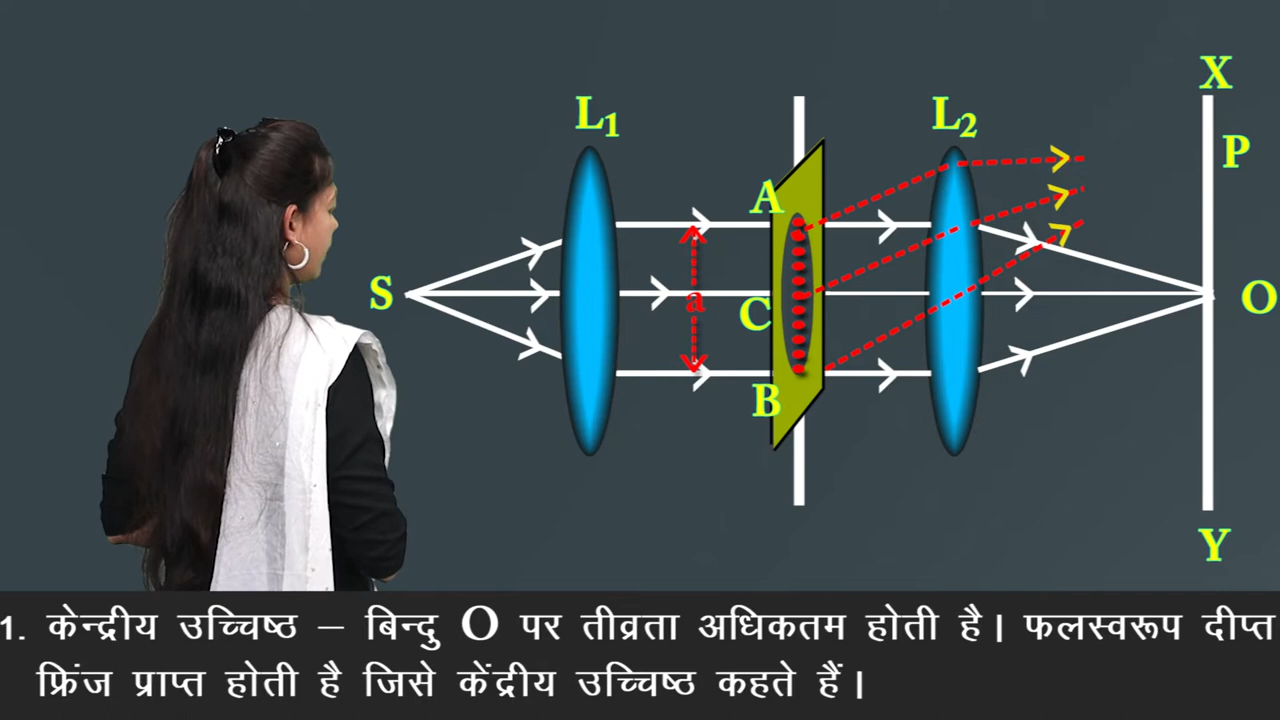 X
L₁
L₂
P
A
S
a
C
O
B
Y
1. केन्द्रीय उच्चिष्ठ – बिन्दु O पर तीव्रता अधिकतम होती है। फलस्वरूप दीप्त
फ्रिंज प्राप्त होती है जिसे केंद्रीय उच्चिष्ठ कहते हैं।